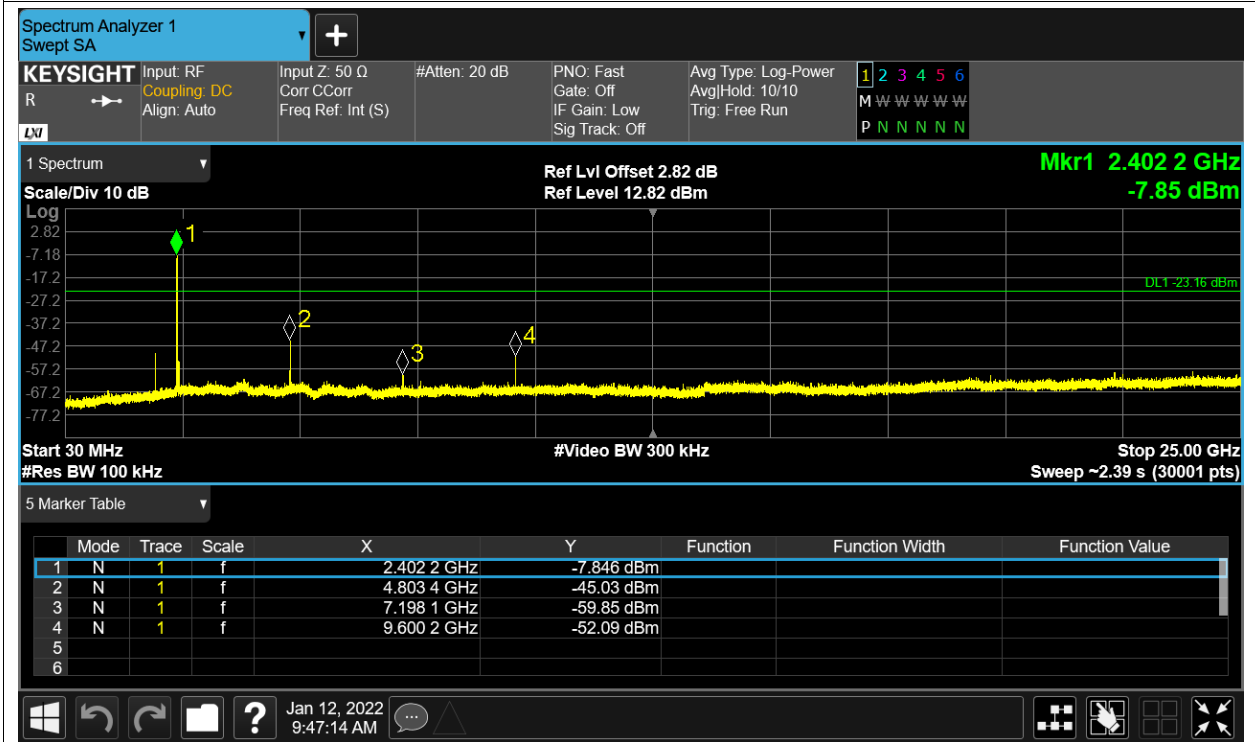 Spectrum Analyzer 1
Swept SA
+
KEYSIGHT Input: RF Input Z: 50 Ω #Atten: 20 dB PNO: Fast Avg Type: Log-Power 1 2 3 4 5 6
R Coupling: DC Corr CCorr Gate: Off Avg|Hold: 10/10 M W W W W W
Align: Auto Freq Ref: Int (S) IF Gain: Low Trig: Free Run
LXI Sig Track: Off P N N N N N
1 Spectrum Ref Lvl Offset 2.82 dB Mkr1 2.402 2 GHz
Scale/Div 10 dB Ref Level 12.82 dBm -7.85 dBm
Log
2.82 1
-7.18
-17.2 DL1 -23.16 dBm
-27.2
-37.2 2
-47.2 3 4
-57.2
-67.2
-77.2
Start 30 MHz #Video BW 300 kHz Stop 25.00 GHz
#Res BW 100 kHz Sweep ~2.39 s (30001 pts)
5 Marker Table
Mode Trace Scale X Y Function Function Width Function Value
1 N 1 f 2.402 2 GHz -7.846 dBm
2 N 1 f 4.803 4 GHz -45.03 dBm
3 N 1 f 7.198 1 GHz -59.85 dBm
4 N 1 f 9.600 2 GHz -52.09 dBm
5
6
? Jan 12, 2022
9:47:14 AM